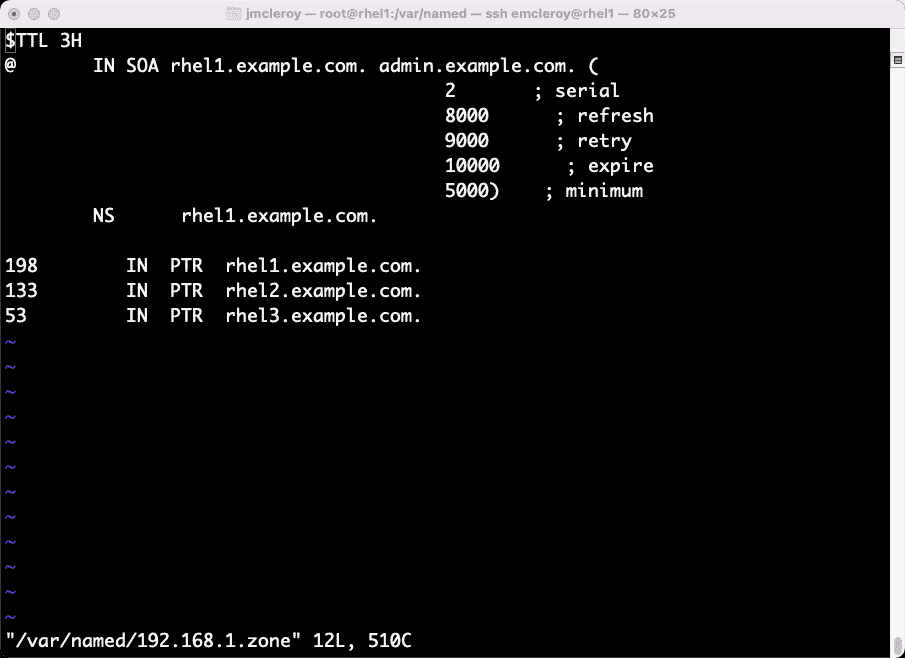 jmcleroy — root@rhel1:/var/named — ssh emcleroy@rhel1 — 80×25
$TTL 3H
@ IN SOA rhel1.example.com. admin.example.com. (
2 ; serial
8000 ; refresh
9000 ; retry
10000 ; expire
5000) ; minimum
NS rhel1.example.com.
198 IN PTR rhel1.example.com.
133 IN PTR rhel2.example.com.
53 IN PTR rhel3.example.com.
~
~
~
~
~
~
~
~
~
~
~
~
"/var/named/192.168.1.zone" 12L, 510C